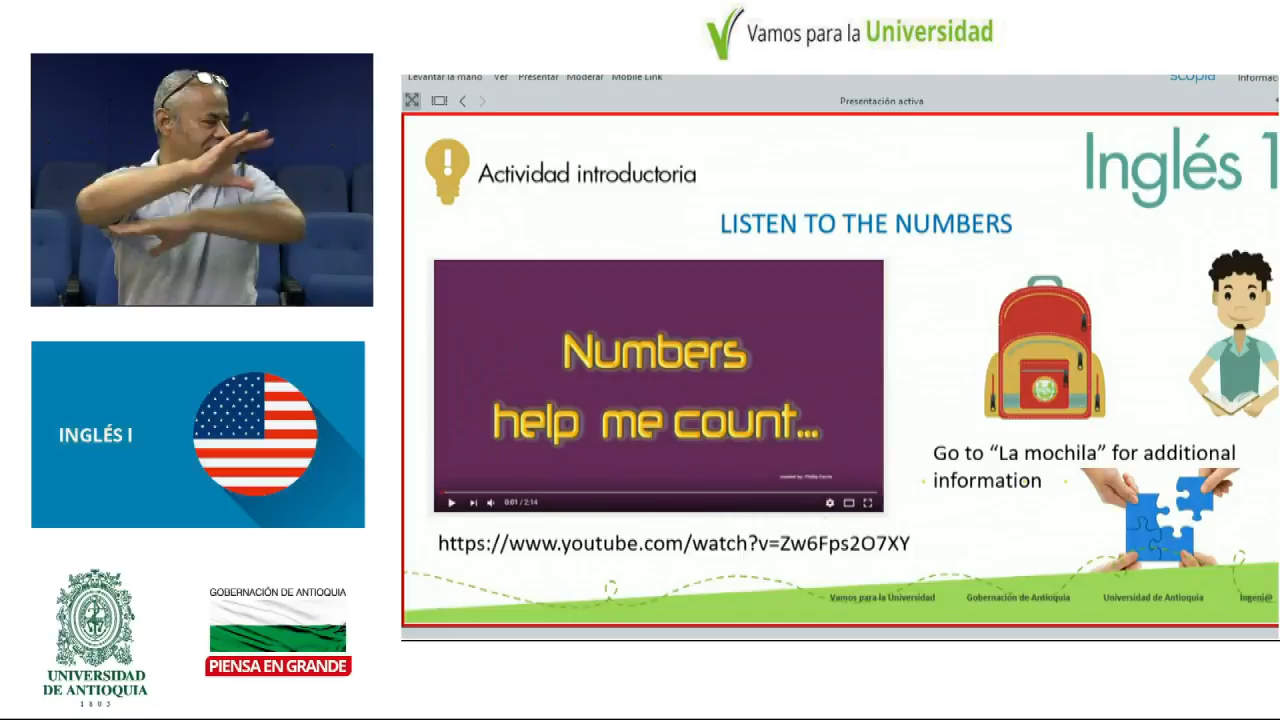 Vamos para la Universidad
Levantar la mano Ver Presentar Moderar Mobile Link
scopia Informac
Presentación activa
Actividad introductoria
Inglés 1
LISTEN TO THE NUMBERS
Numbers
help me count...
0:01 / 2:14
Go to “La mochila” for additional
information
https://www.youtube.com/watch?v=Zw6Fps2O7XY
Vamos para la Universidad Gobernación de Antioquia Universidad de Antioquia Ingeni@
INGLÉS I
UNIVERSIDAD
DE ANTIOQUIA
1803
GOBERNACIÓN DE ANTIOQUIA
PIENSA EN GRANDE